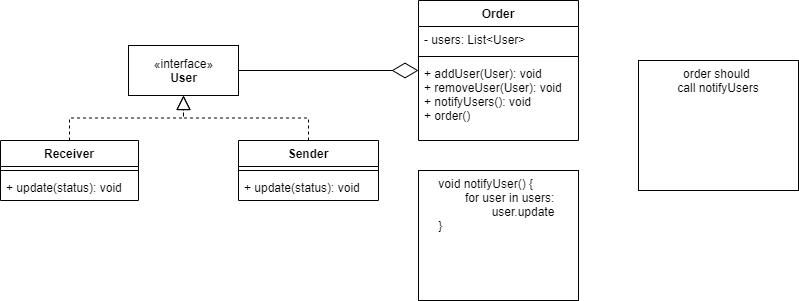 Order
- users: List<User>
+ addUser(User): void
+ removeUser(User): void
+ notifyUsers(): void
+ order()
«interface»
User
Receiver
+ update(status): void
Sender
+ update(status): void
void notifyUser() {
for user in users:
user.update
}
order should
call notifyUsers